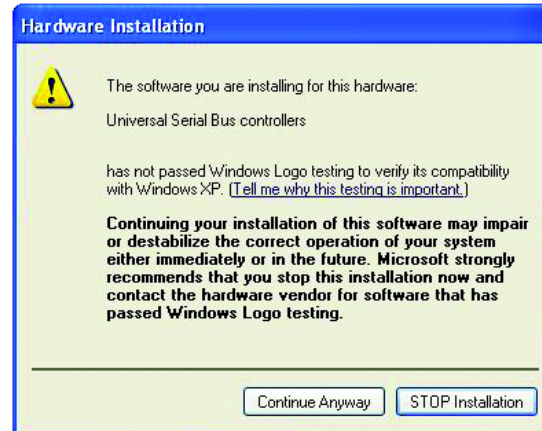 Hardware Installation
The software you are installing for this hardware:
Universal Serial Bus controllers
has not passed Windows Logo testing to verify its compatibility
with Windows XP. (Tell me why this testing is important.)
Continuing your installation of this software may impair
or destabilize the correct operation of your system
either immediately or in the future. Microsoft strongly
recommends that you stop this installation now and
contact the hardware vendor for software that has
passed Windows Logo testing.
Continue Anyway
STOP Installation